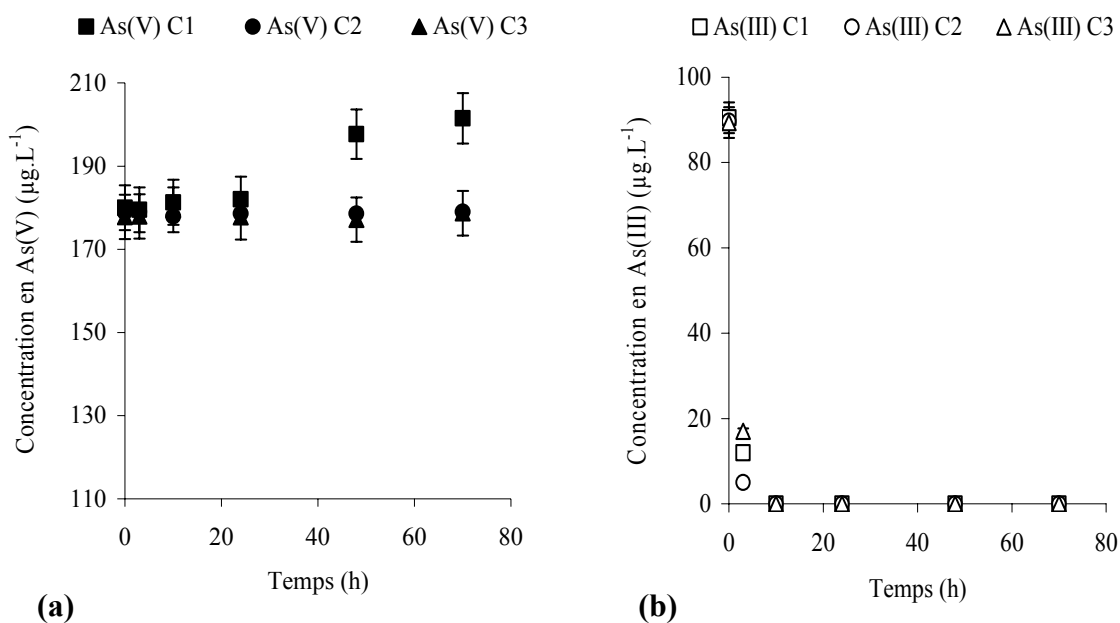 ■ As(V) C1 ● As(V) C2 ▲ As(V) C3
Concentration en As(V) (µg.L⁻¹)
210
190
170
150
130
110
0 20 40 60 80
Temps (h)
(a)
□ As(III) C1 ○ As(III) C2 △ As(III) C3
Concentration en As(III) (µg.L⁻¹)
100
80
60
40
20
0
0 20 40 60 80
Temps (h)
(b)